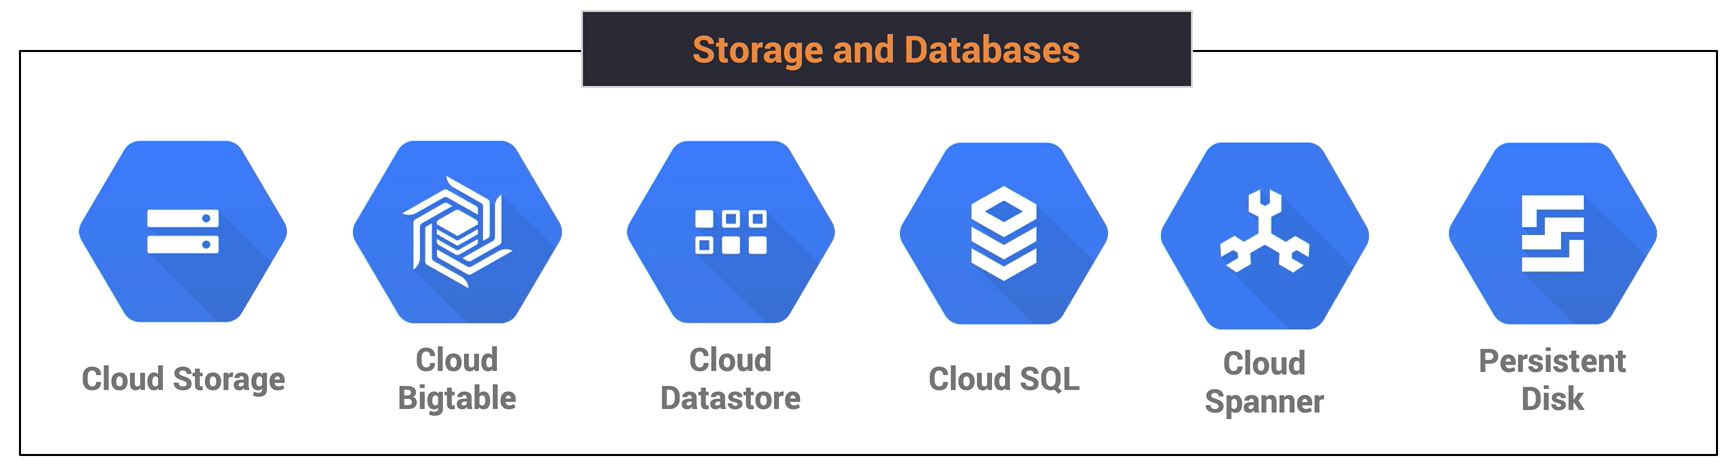 Storage and Databases
Cloud Storage
Cloud
Bigtable
Cloud
Datastore
Cloud SQL
Cloud
Spanner
Persistent
Disk